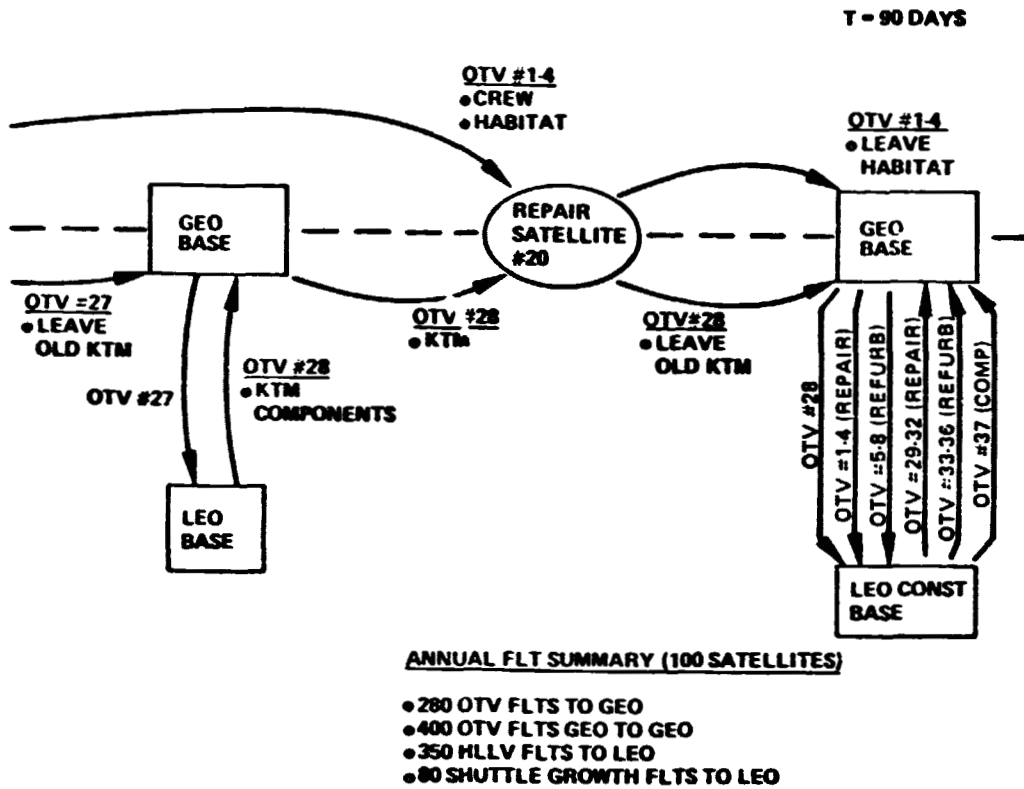 T = 90 DAYS
OTV #1-4
• CREW
• HABITAT
OTV #1-4
• LEAVE
HABITAT
GEO
BASE
REPAIR
SATELLITE
#20
GEO
BASE
OTV =27
• LEAVE
OLD KTM
OTV #28
• KTM
OTV#28
• LEAVE
OLD KTM
OTV #27
OTV #28
• KTM
COMPONENTS
OTV #28
OTV =1-4 (REPAIR)
OTV =5-8 (REFURB)
OTV =29-32 (REPAIR)
OTV =33-36 (REFURB)
OTV #37 (COMP)
LEO
BASE
LEO CONST
BASE
ANNUAL FLT SUMMARY (100 SATELLITES)
• 280 OTV FLTS TO GEO
• 400 OTV FLTS GEO TO GEO
• 350 HLLV FLTS TO LEO
• 80 SHUTTLE GROWTH FLTS TO LEO